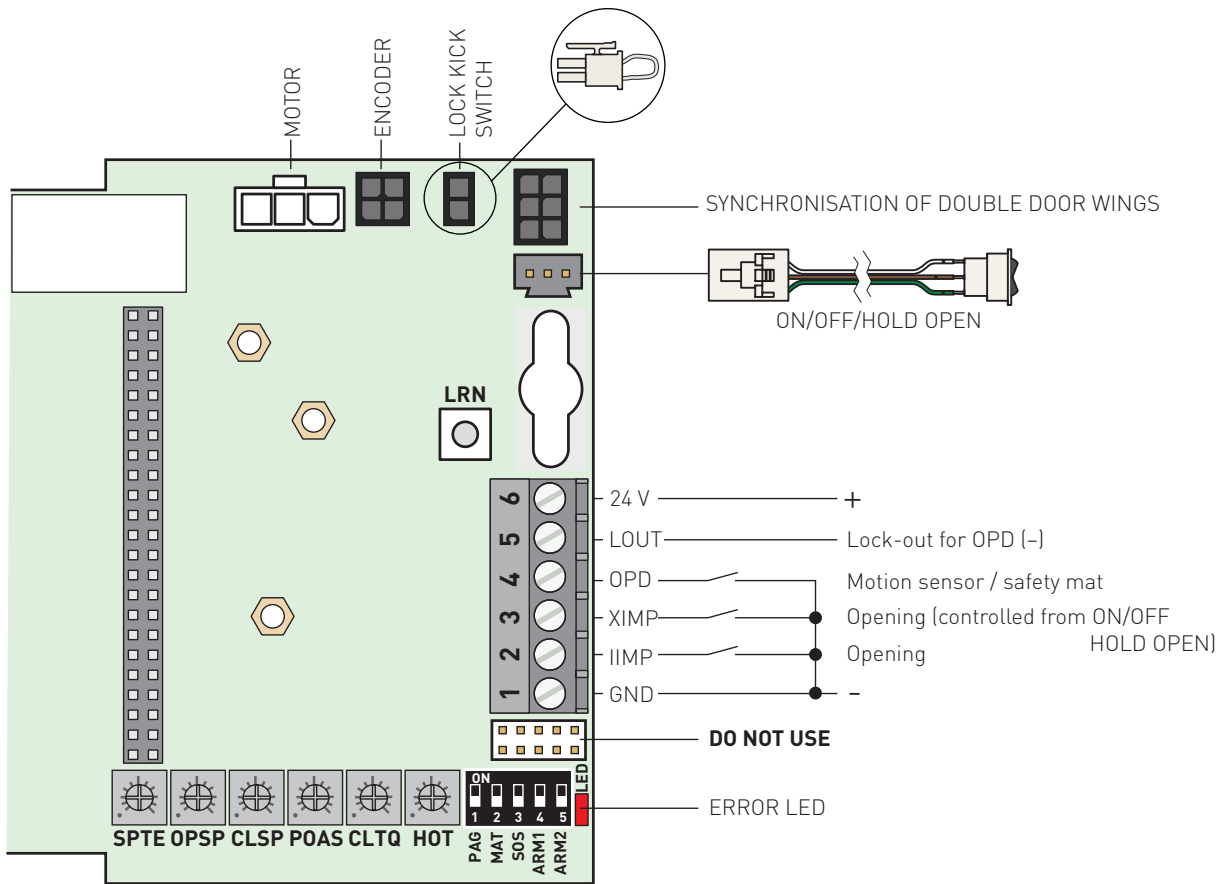 MOTOR
ENCODER
LOCK KICK
SWITCH
SYNCHRONISATION OF DOUBLE DOOR WINGS
ON/OFF/HOLD OPEN
LRN
6 24 V +
5 LOUT Lock-out for OPD (–)
4 OPD Motion sensor / safety mat
3 XIMP Opening (controlled from ON/OFF
HOLD OPEN)
2 IIMP Opening
1 GND –
DO NOT USE
ON
LED
1 2 3 4 5
ERROR LED
SPTE OPSP CLSP POAS CLTQ HOT
PAG
MAT
SOS
ARM1
ARM2